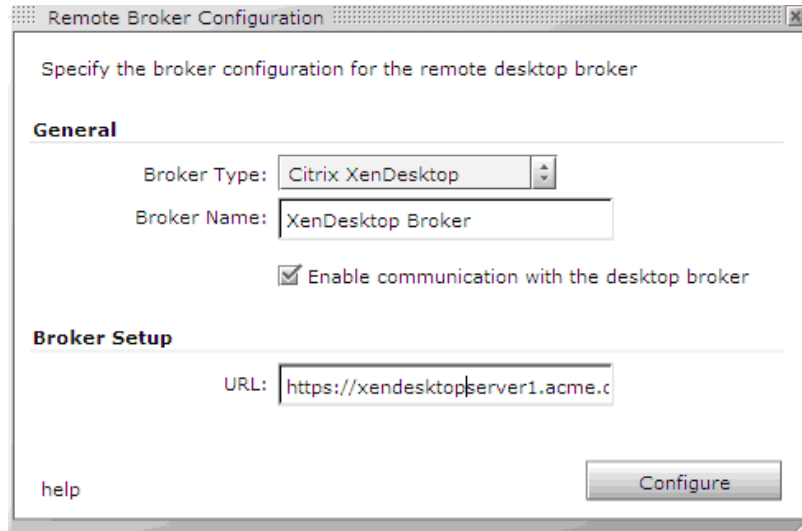 Remote Broker Configuration
Specify the broker configuration for the remote desktop broker
General
Broker Type: Citrix XenDesktop
Broker Name: XenDesktop Broker
Enable communication with the desktop broker
Broker Setup
URL: https://xendesktopserver1.acme.c
help
Configure